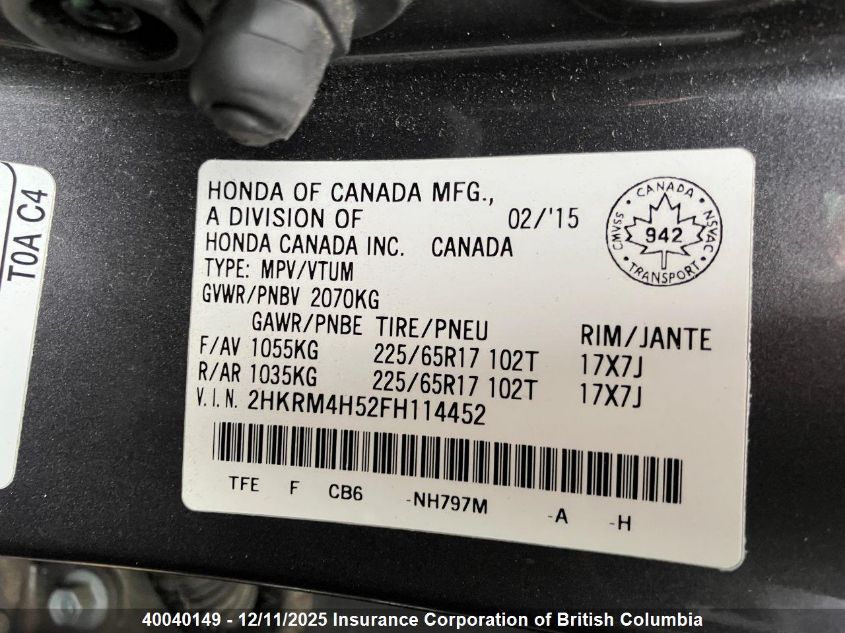 T0A C4
HONDA OF CANADA MFG.,
A DIVISION OF 02/'15
HONDA CANADA INC. CANADA
TYPE: MPV/VTUM
GVWR/PNBV 2070KG
GAWR/PNBE TIRE/PNEU RIM/JANTE
F/AV 1055KG 225/65R17 102T 17X7J
R/AR 1035KG 225/65R17 102T 17X7J
V.I.N. 2HKRM4H52FH114452
TFE F CB6 -NH797M -A -H
CANADA
CMVSS 942 NSVAC
TRANSPORT
40040149 - 12/11/2025 Insurance Corporation of British Columbia